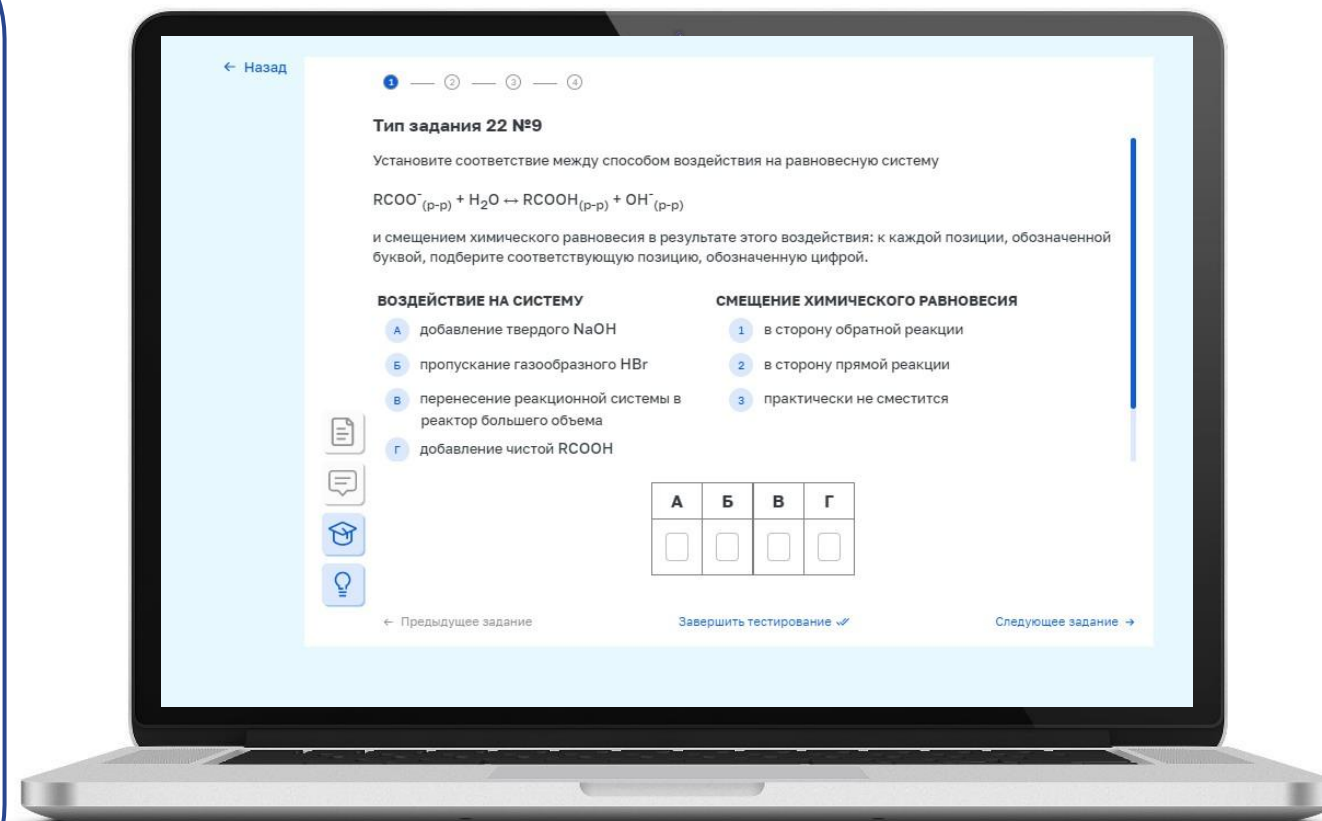 ← Назад
1 — 2 — 3 — 4
Тип задания 22 №9
Установите соответствие между способом воздействия на равновесную систему
RCOO⁻(р-р) + H₂O ↔ RCOOH(р-р) + OH⁻(р-р)
и смещением химического равновесия в результате этого воздействия: к каждой позиции, обозначенной
буквой, подберите соответствующую позицию, обозначенную цифрой.
ВОЗДЕЙСТВИЕ НА СИСТЕМУ
А добавление твердого NaOH
Б пропускание газообразного HBr
В перенесение реакционной системы в
реактор большего объема
Г добавление чистой RCOOH
СМЕЩЕНИЕ ХИМИЧЕСКОГО РАВНОВЕСИЯ
1 в сторону обратной реакции
2 в сторону прямой реакции
3 практически не сместится
А Б В Г
← Предыдущее задание
Завершить тестирование
Следующее задание →